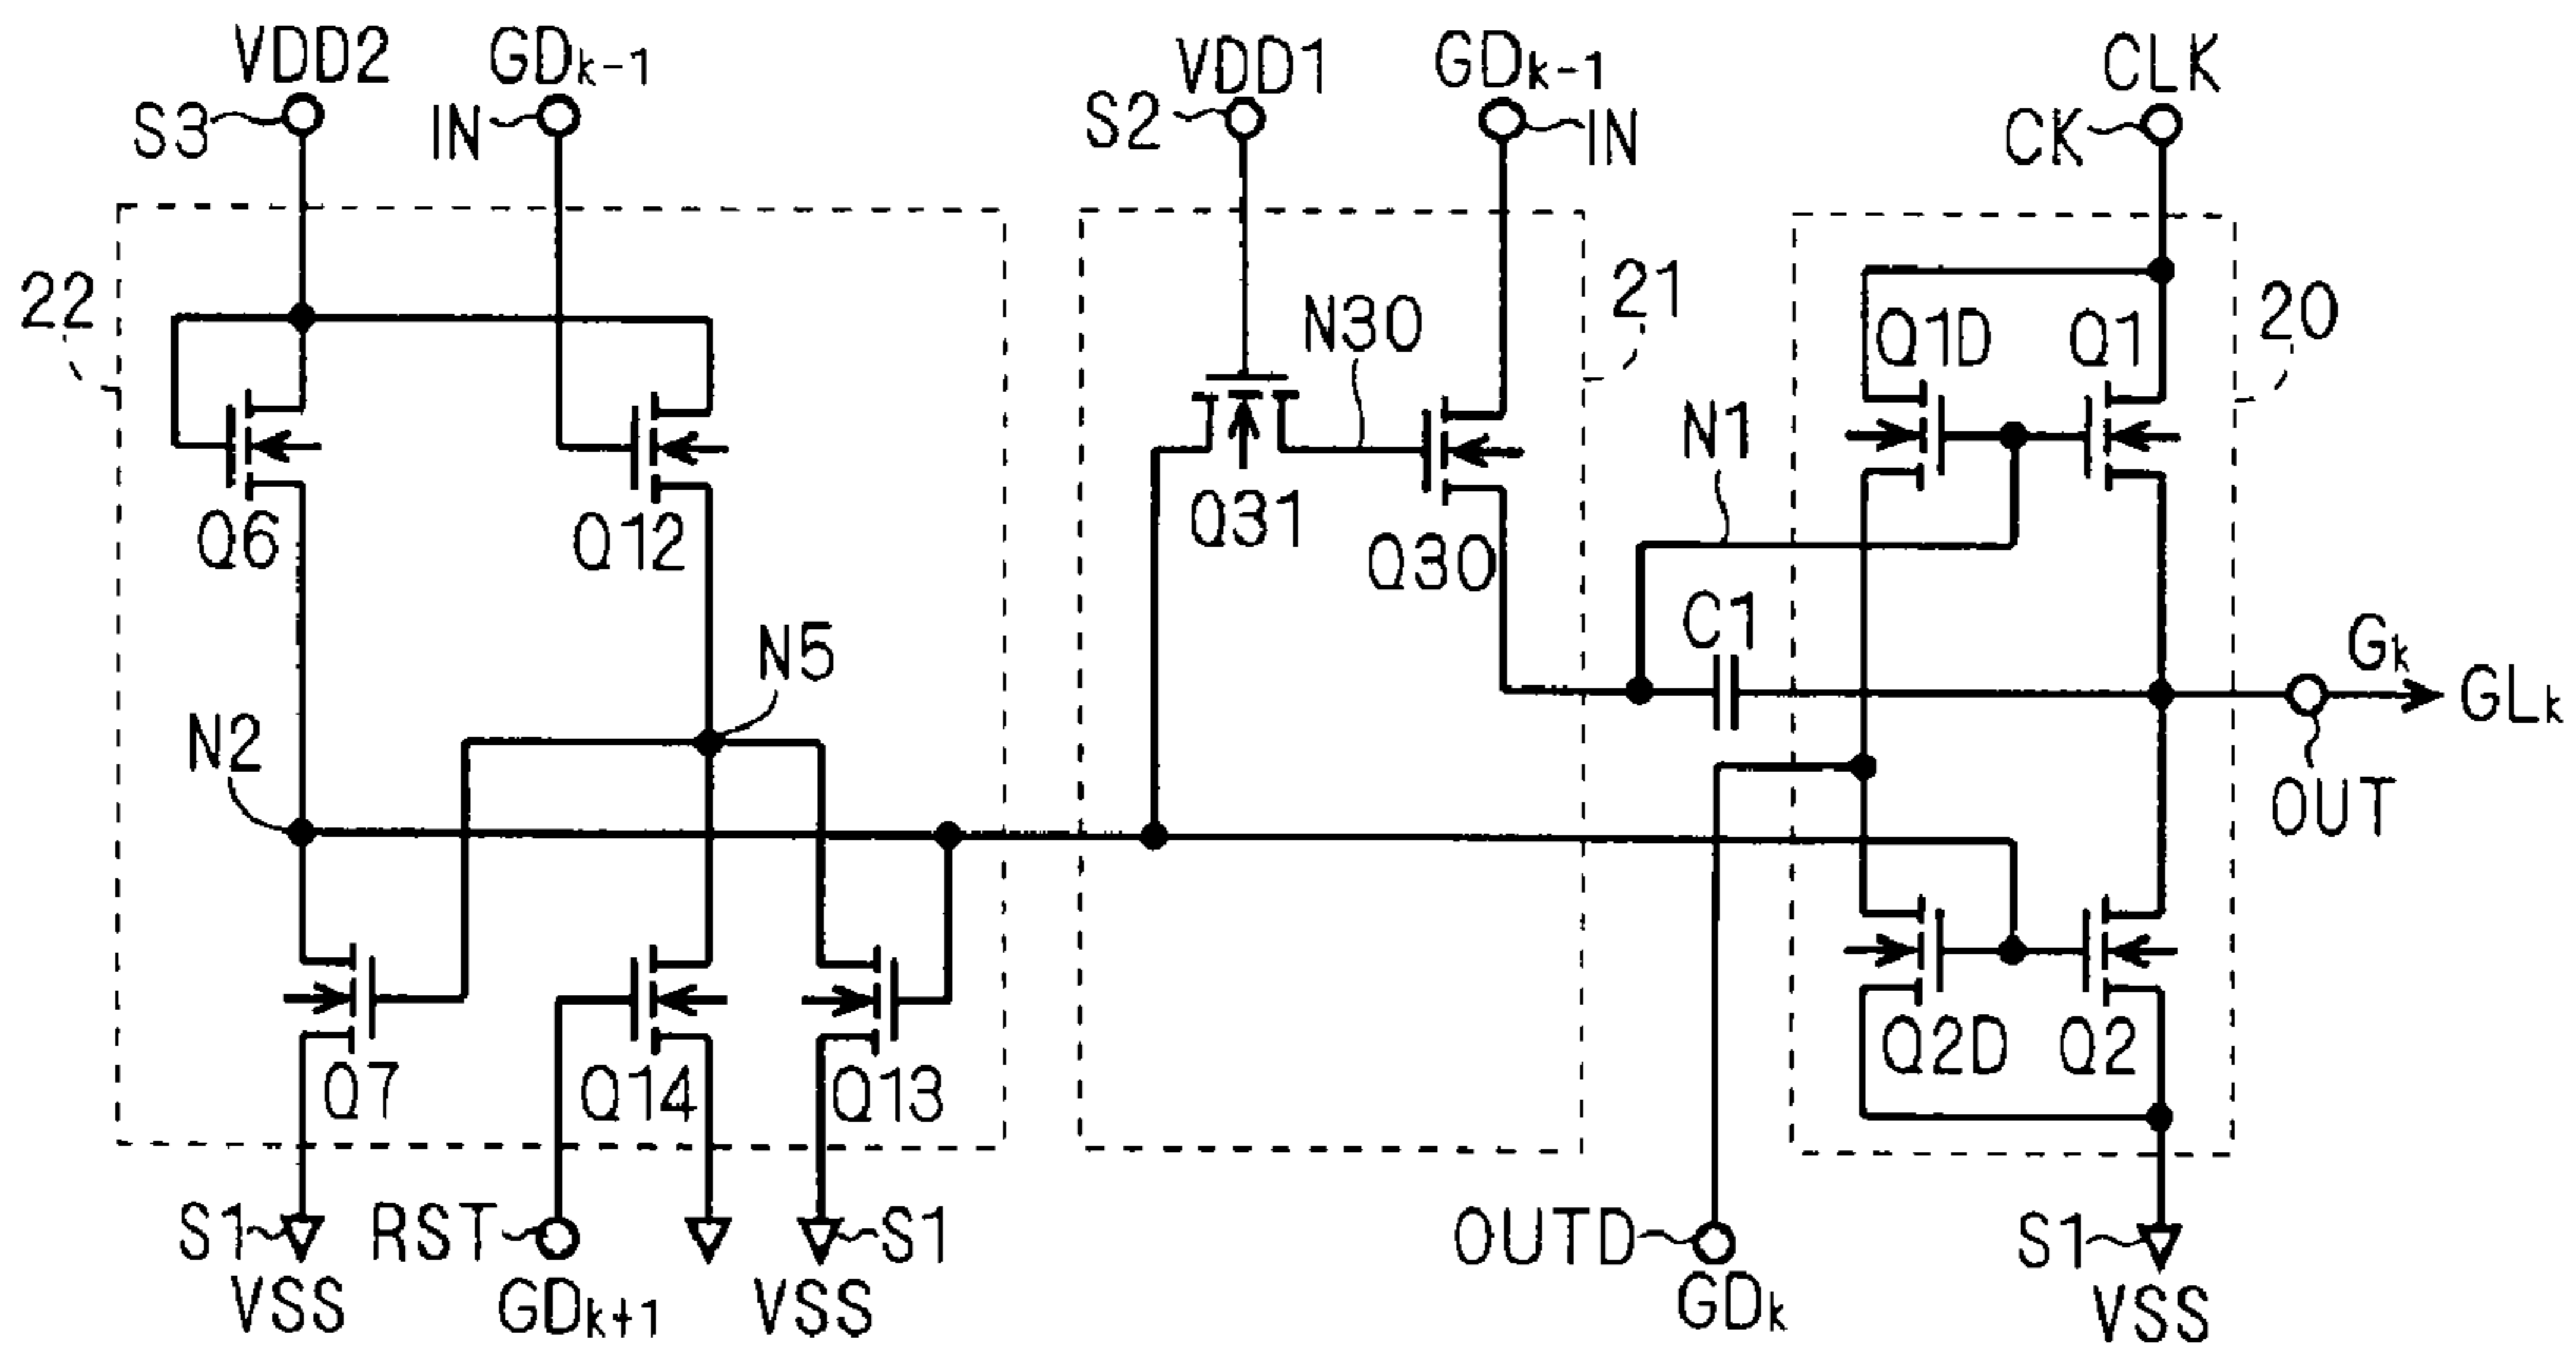 VDD2
GDk-1
VDD1
GDk-1
CLK
S3
IN
S2
IN
CK
22
21
20
N30
Q1D
Q1
N1
Q6
Q12
Q31
Q30
C1
N5
Gk
GLk
N2
OUT
Q7
Q14
Q13
Q2D
Q2
S1
RST
S1
OUTD
S1
VSS
GDk+1
VSS
GDk
VSS